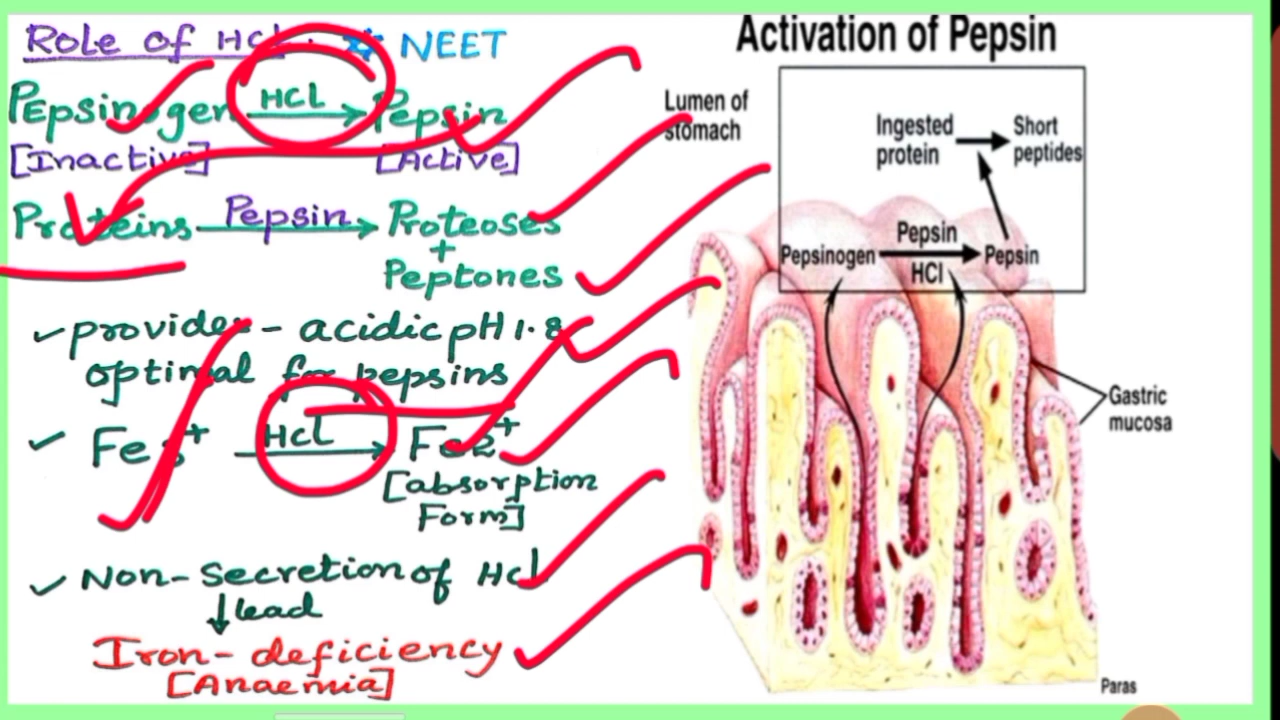 Role of HCl. ☆ NEET
PEpsinogen HCl → Pepsin
[Inactive] [Active]
Proteins Pepsin → Proteoses
+
Peptones
✓ provides - acidic pH 1.8
optimal for pepsins
✓ Fe3+ HCl → Fe2+
[absorption
Form]
✓ Non-Secretion of Hcl
↓ lead
Iron-deficiency
[Anaemia]
Activation of Pepsin
Lumen of
stomach
Ingested
protein
→
Short
peptides
Pepsinogen
Pepsin
→
HCl
Pepsin
Gastric
mucosa
Paras